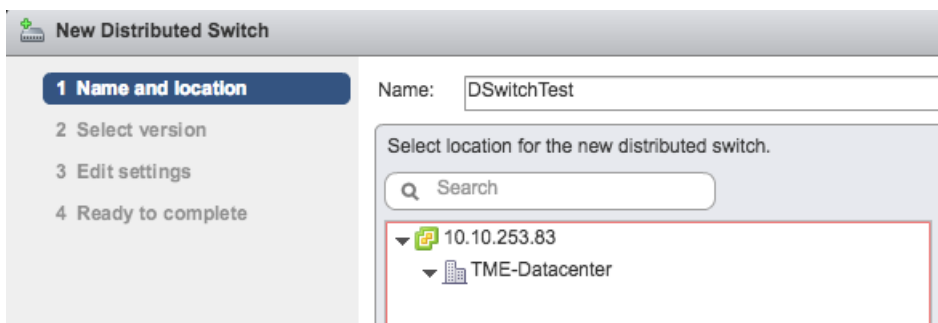 New Distributed Switch
1 Name and location
2 Select version
3 Edit settings
4 Ready to complete
Name: DSwitchTest
Select location for the new distributed switch.
Search
10.10.253.83
TME-Datacenter